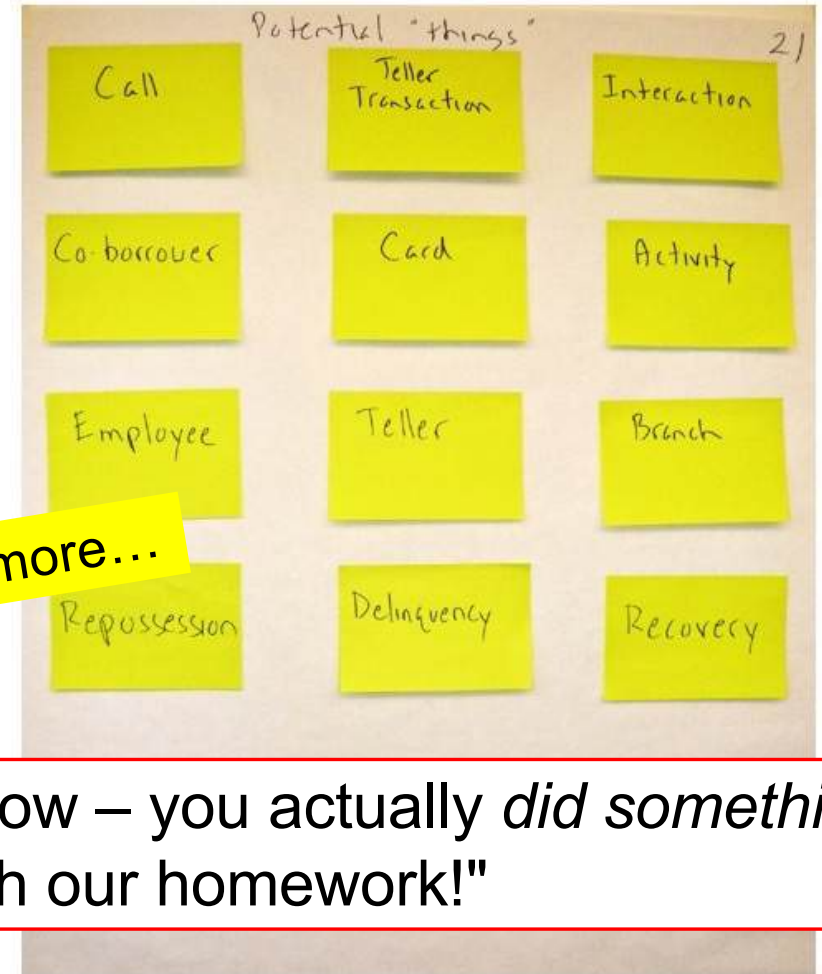 Potential "things"
21
Call
Teller
Transaction
Interaction
Co-borrower
Card
Activity
Employee
Teller
Branch
more…
Repossession
Delinquency
Recovery
ow – you actually did somethi
h our homework!"